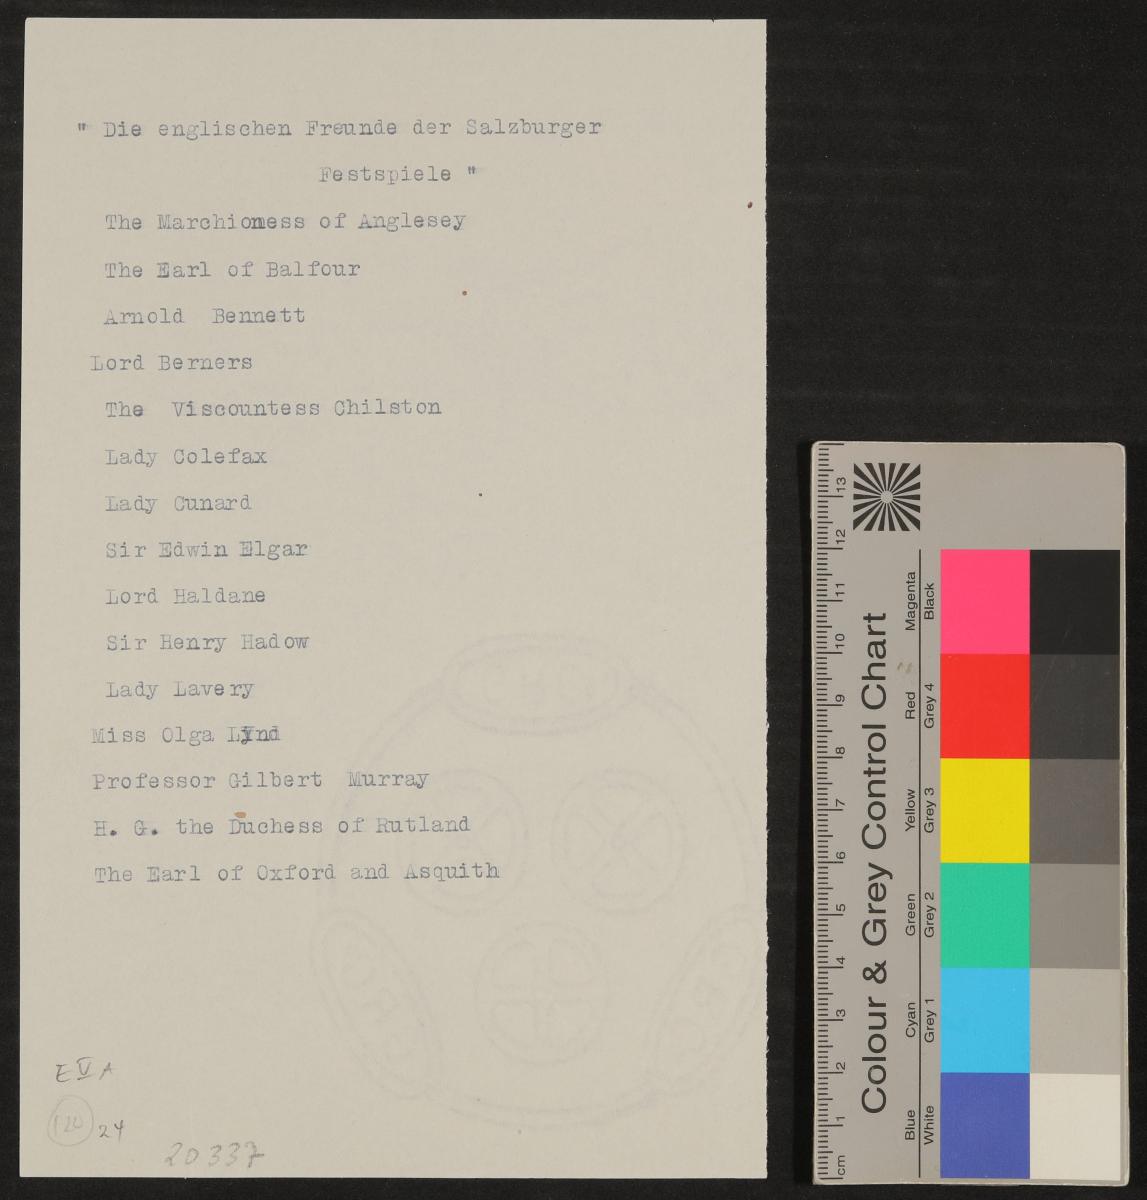 " Die englischen Freunde der Salzburger
Festspiele "
The Marchioness of Anglesey
The Earl of Balfour
Arnold Bennett
Lord Berners
The Viscountess Chilston
Lady Colefax
Lady Cunard
Sir Edwin Elgar
Lord Haldane
Sir Henry Hadow
Lady Lavery
Miss Olga Lynd
Professor Gilbert Murray
H. G. the Duchess of Rutland
The Earl of Oxford and Asquith
E V A
120 24
20337
Colour & Grey Control Chart
Blue Cyan Green Yellow Red Magenta
White Grey 1 Grey 2 Grey 3 Grey 4 Black
cm 1 2 3 4 5 6 7 8 9 10 11 12 13